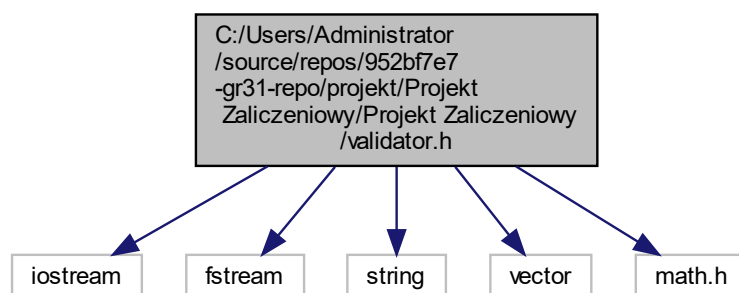 C:/Users/Administrator
/source/repos/952bf7e7
-gr31-repo/projekt/Projekt
Zaliczeniowy/Projekt Zaliczeniowy
/validator.h
iostream
fstream
string
vector
math.h